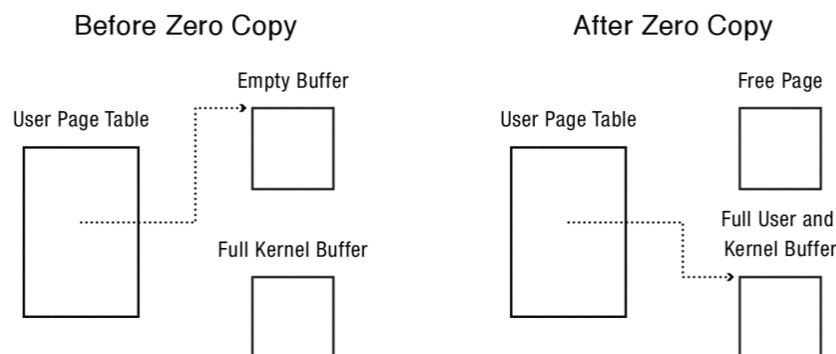 Before Zero Copy
Empty Buffer
User Page Table
Full Kernel Buffer
After Zero Copy
Free Page
User Page Table
Full User and
Kernel Buffer